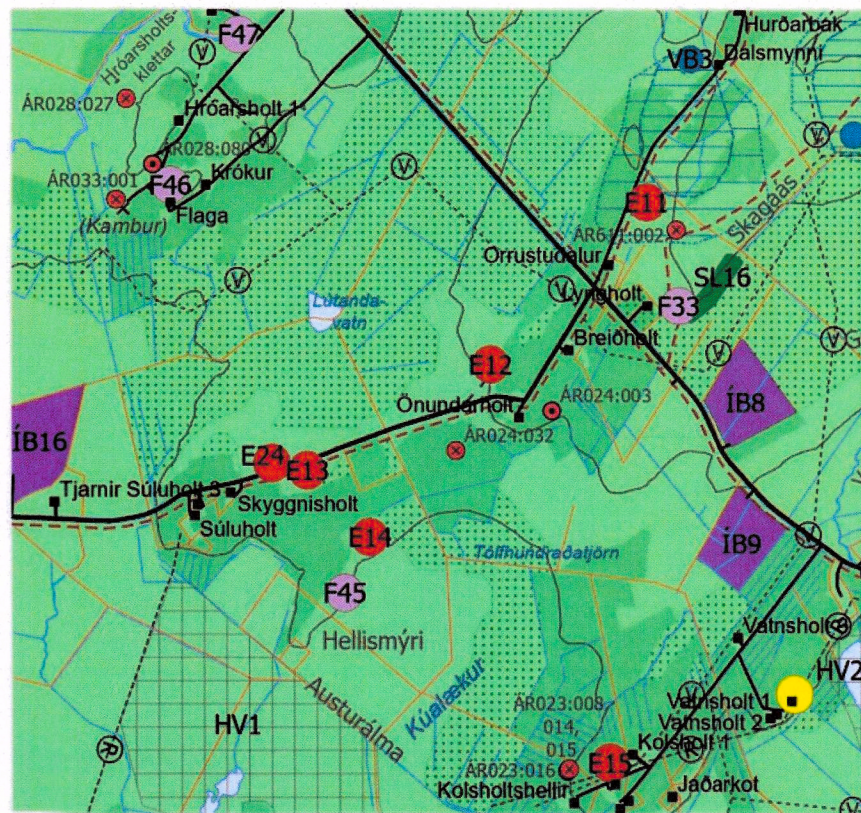 F47
Hróarsholts-
klettar
V
Hurðarbak
VB3
Dalsmynni
ÁR028:027
Hróarsholt 1
V
V
ÁR028:080
V
ÁR033:001
F46
Krókur
Flaga
(Kambur)
E11
ÁR611:002
Skagaás
Orrustudalur
SL16
V
V
Lyngholt
F33
Lutanda-
vatn
V
G
Breiðholt
V
E12
Önundarholt
ÁR024:003
ÍB8
ÍB16
ÁR024:032
E24
E13
Tjarnir
Súluholt 3
Skyggnisholt
Súluholt
E14
Tólfhundraðatjörn
ÍB9
V
F45
Hellismýri
Vatnsholt
R
HV2
Austurálma
Kúalækur
HV1
ÁR023:008,
014,
015
V
Vatnsholt 1
Vatnsholt 2
R
Kolsholt 1
R
ÁR023:016
E15
Kolsholtshellir
Jaðarkot
V
V